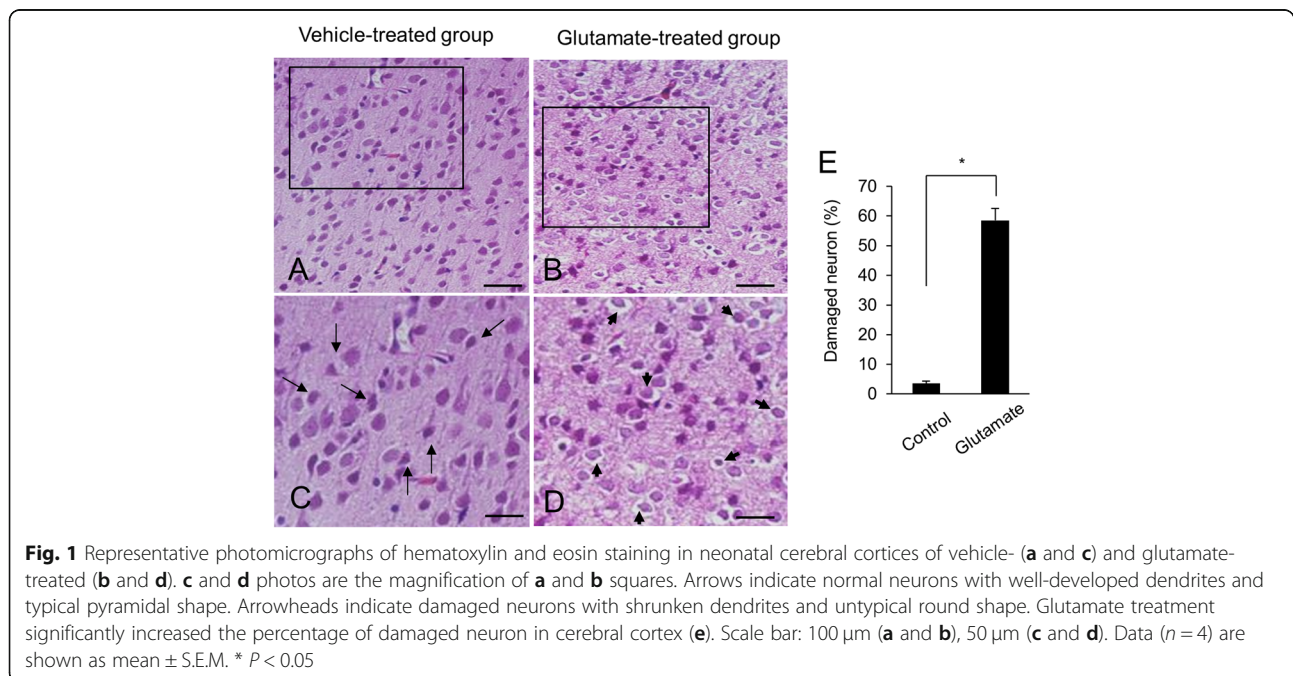 Vehicle-treated group
Glutamate-treated group
A
B
C
D
E
*
Damaged neuron (%)
70
60
50
40
30
20
10
0
Control
Glutamate
Fig. 1 Representative photomicrographs of hematoxylin and eosin staining in neonatal cerebral cortices of vehicle- (a and c) and glutamate-
treated (b and d). c and d photos are the magnification of a and b squares. Arrows indicate normal neurons with well-developed dendrites and
typical pyramidal shape. Arrowheads indicate damaged neurons with shrunken dendrites and untypical round shape. Glutamate treatment
significantly increased the percentage of damaged neuron in cerebral cortex (e). Scale bar: 100 μm (a and b), 50 μm (c and d). Data (n = 4) are
shown as mean ± S.E.M. * P < 0.05